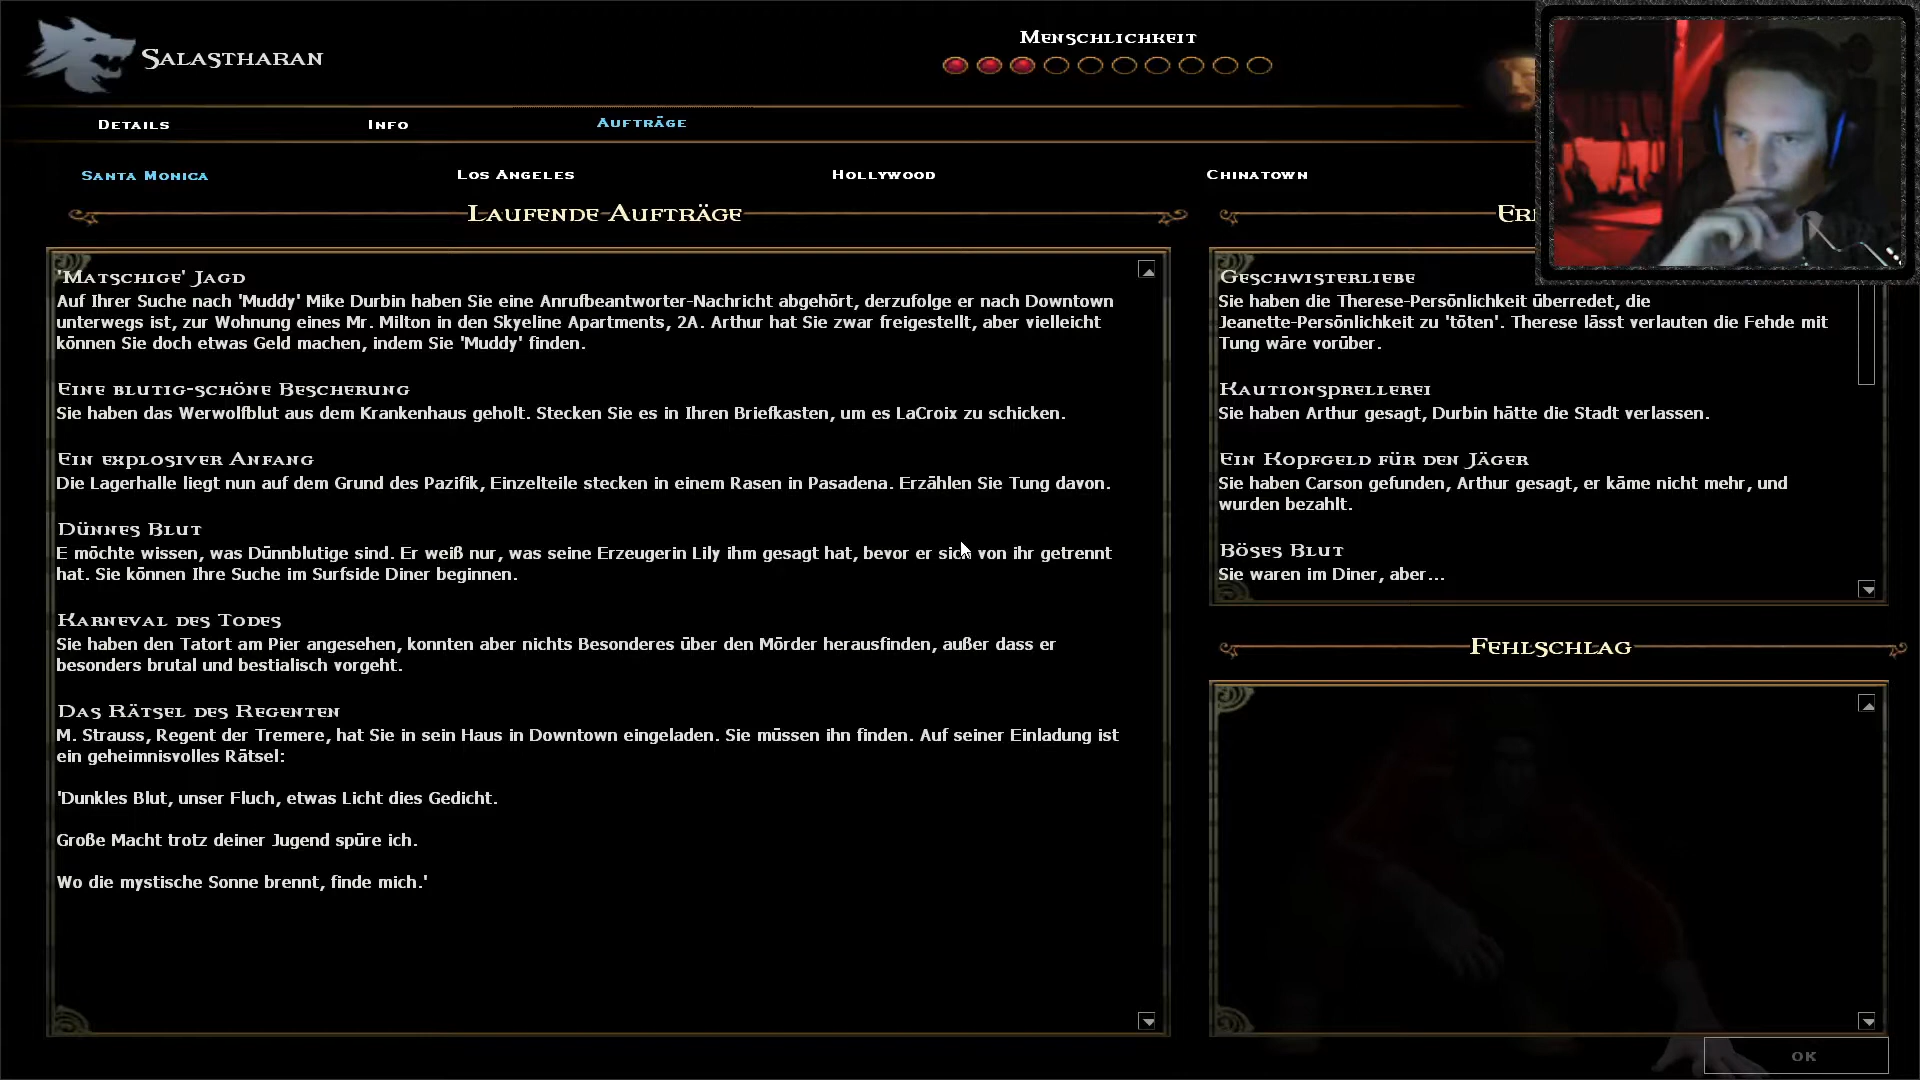 Salastharan
Menschlichkeit
Details
Info
Aufträge
Santa Monica
Los Angeles
Hollywood
Chinatown
Laufende Aufträge
'Matschige' Jagd
Auf Ihrer Suche nach 'Muddy' Mike Durbin haben Sie eine Anrufbeantworter-Nachricht abgehört, derzufolge er nach Downtown
unterwegs ist, zur Wohnung eines Mr. Milton in den Skyeline Apartments, 2A. Arthur hat Sie zwar freigestellt, aber vielleicht
können Sie doch etwas Geld machen, indem Sie 'Muddy' finden.
Eine blutig-schöne Bescherung
Sie haben das Werwolfblut aus dem Krankenhaus geholt. Stecken Sie es in Ihren Briefkasten, um es LaCroix zu schicken.
Ein explosiver Anfang
Die Lagerhalle liegt nun auf dem Grund des Pazifik, Einzelteile stecken in einem Rasen in Pasadena. Erzählen Sie Tung davon.
Dünnes Blut
E möchte wissen, was Dünnblutige sind. Er weiß nur, was seine Erzeugerin Lily ihm gesagt hat, bevor er sich von ihr getrennt
hat. Sie können Ihre Suche im Surfside Diner beginnen.
Karneval des Todes
Sie haben den Tatort am Pier angesehen, konnten aber nichts Besonderes über den Mörder herausfinden, außer dass er
besonders brutal und bestialisch vorgeht.
Das Rätsel des Regenten
M. Strauss, Regent der Tremere, hat Sie in sein Haus in Downtown eingeladen. Sie müssen ihn finden. Auf seiner Einladung ist
ein geheimnisvolles Rätsel:
'Dunkles Blut, unser Fluch, etwas Licht dies Gedicht.
Große Macht trotz deiner Jugend spüre ich.
Wo die mystische Sonne brennt, finde mich.'
Geschwisterliebe
Sie haben die Therese-Persönlichkeit überredet, die
Jeanette-Persönlichkeit zu 'töten'. Therese lässt verlauten die Fehde mit
Tung wäre vorüber.
Kautionsprellerei
Sie haben Arthur gesagt, Durbin hätte die Stadt verlassen.
Ein Kopfgeld für den Jäger
Sie haben Carson gefunden, Arthur gesagt, er käme nicht mehr, und
wurden bezahlt.
Böses Blut
Sie waren im Diner, aber...
Fehlschlag
OK